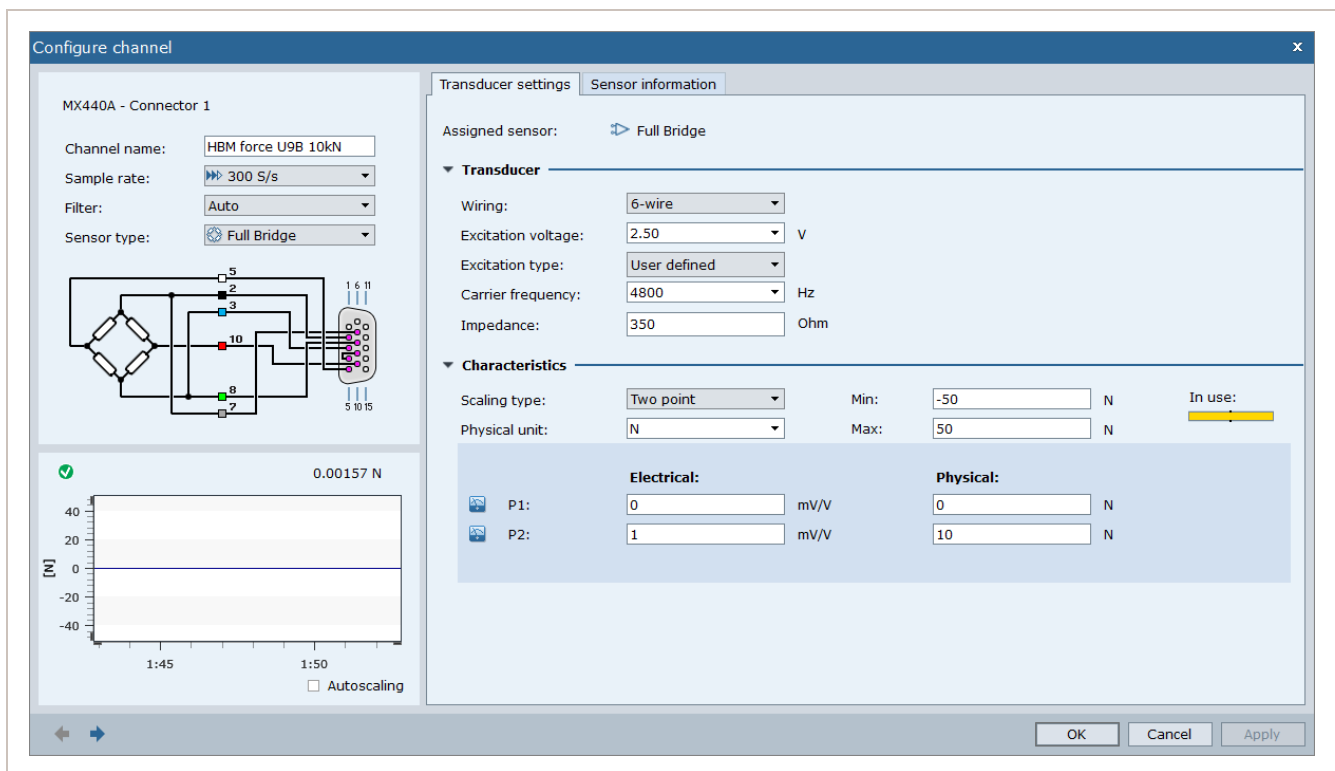 Configure channel
x
MX440A - Connector 1
Channel name: HBM force U9B 10kN
Sample rate: 300 S/s
Filter: Auto
Sensor type: Full Bridge
5
2
3
10
8
7
1 6 11
5 10 15
0.00157 N
40
20
0
-20
-40
[N]
1:45 1:50
Autoscaling
Transducer settings Sensor information
Assigned sensor: Full Bridge
Transducer
Wiring: 6-wire
Excitation voltage: 2.50 V
Excitation type: User defined
Carrier frequency: 4800 Hz
Impedance: 350 Ohm
Characteristics
Scaling type: Two point Min: -50 N In use:
Physical unit: N Max: 50 N
Electrical: Physical:
P1: 0 mV/V 0 N
P2: 1 mV/V 10 N
OK Cancel Apply